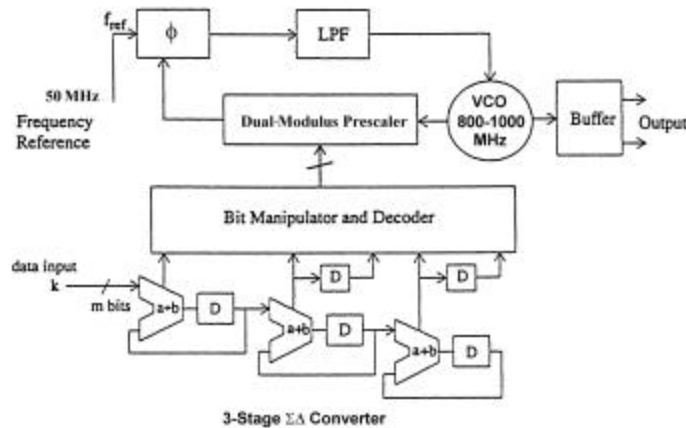 f_ref
ϕ
LPF
50 MHz
Frequency
Reference
Dual-Modulus Prescaler
VCO
800-1000
MHz
Buffer
Output
Bit Manipulator and Decoder
data input
k
m bits
a+b
D
D
a+b
D
D
a+b
D
3-Stage ΣΔ Converter